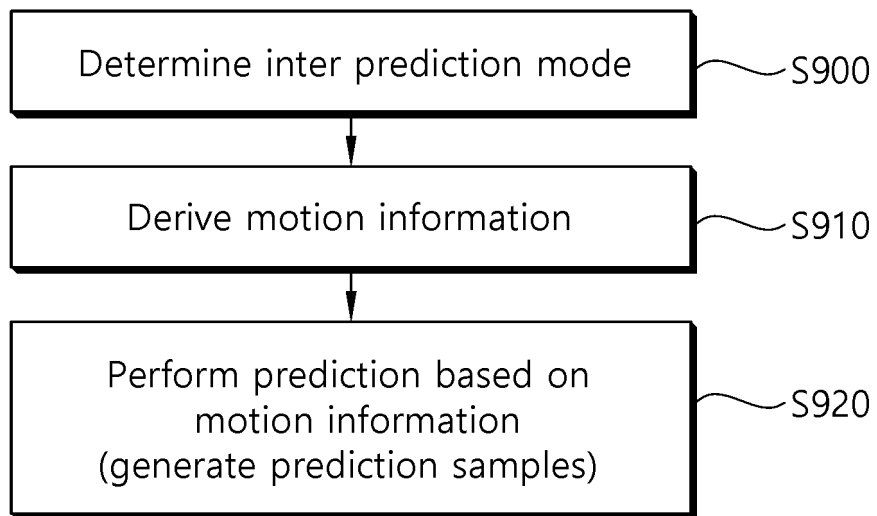 Determine inter prediction mode
S900
Derive motion information
S910
Perform prediction based on
motion information
(generate prediction samples)
S920